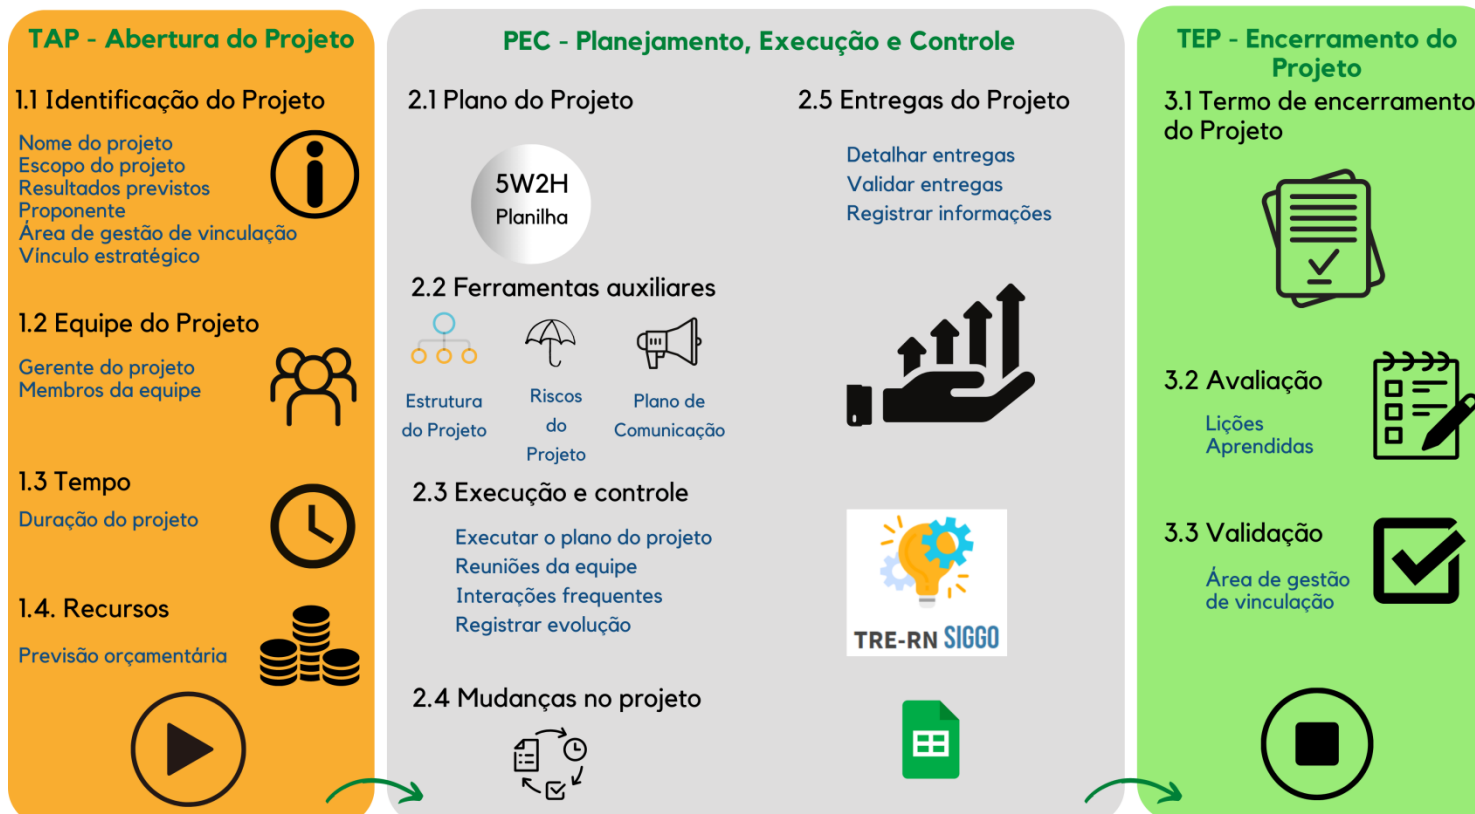 TAP - Abertura do Projeto
1.1 Identificação do Projeto
Nome do projeto
Escopo do projeto
Resultados previstos
Proponente
Área de gestão de vinculação
Vínculo estratégico
1.2 Equipe do Projeto
Gerente do projeto
Membros da equipe
1.3 Tempo
Duração do projeto
1.4. Recursos
Previsão orçamentária
PEC - Planejamento, Execução e Controle
2.1 Plano do Projeto
5W2H
Planilha
2.2 Ferramentas auxiliares
Estrutura
do Projeto
Riscos
do
Projeto
Plano de
Comunicação
2.3 Execução e controle
Executar o plano do projeto
Reuniões da equipe
Interações frequentes
Registrar evolução
2.4 Mudanças no projeto
2.5 Entregas do Projeto
Detalhar entregas
Validar entregas
Registrar informações
TRE-RN SIGGO
TEP - Encerramento do
Projeto
3.1 Termo de encerramento
do Projeto
3.2 Avaliação
Lições
Aprendidas
3.3 Validação
Área de gestão
de vinculação